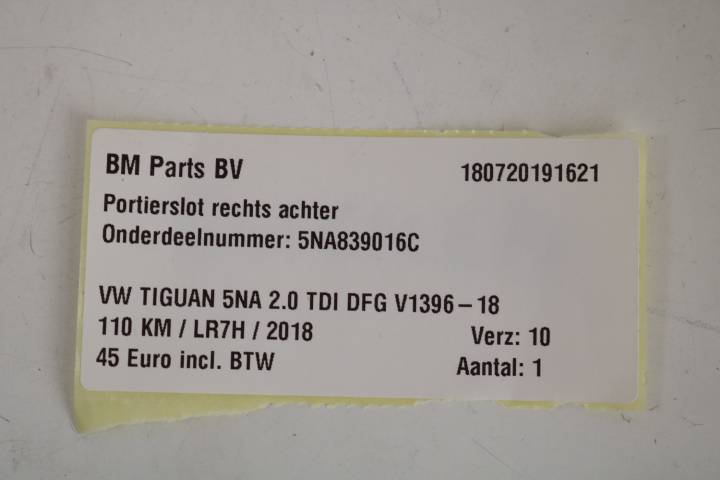 BM Parts BV 180720191621
Portierslot rechts achter
Onderdeelnummer: 5NA839016C
VW TIGUAN 5NA 2.0 TDI DFG V1396-18
110 KM / LR7H / 2018 Verz: 10
45 Euro incl. BTW Aantal: 1